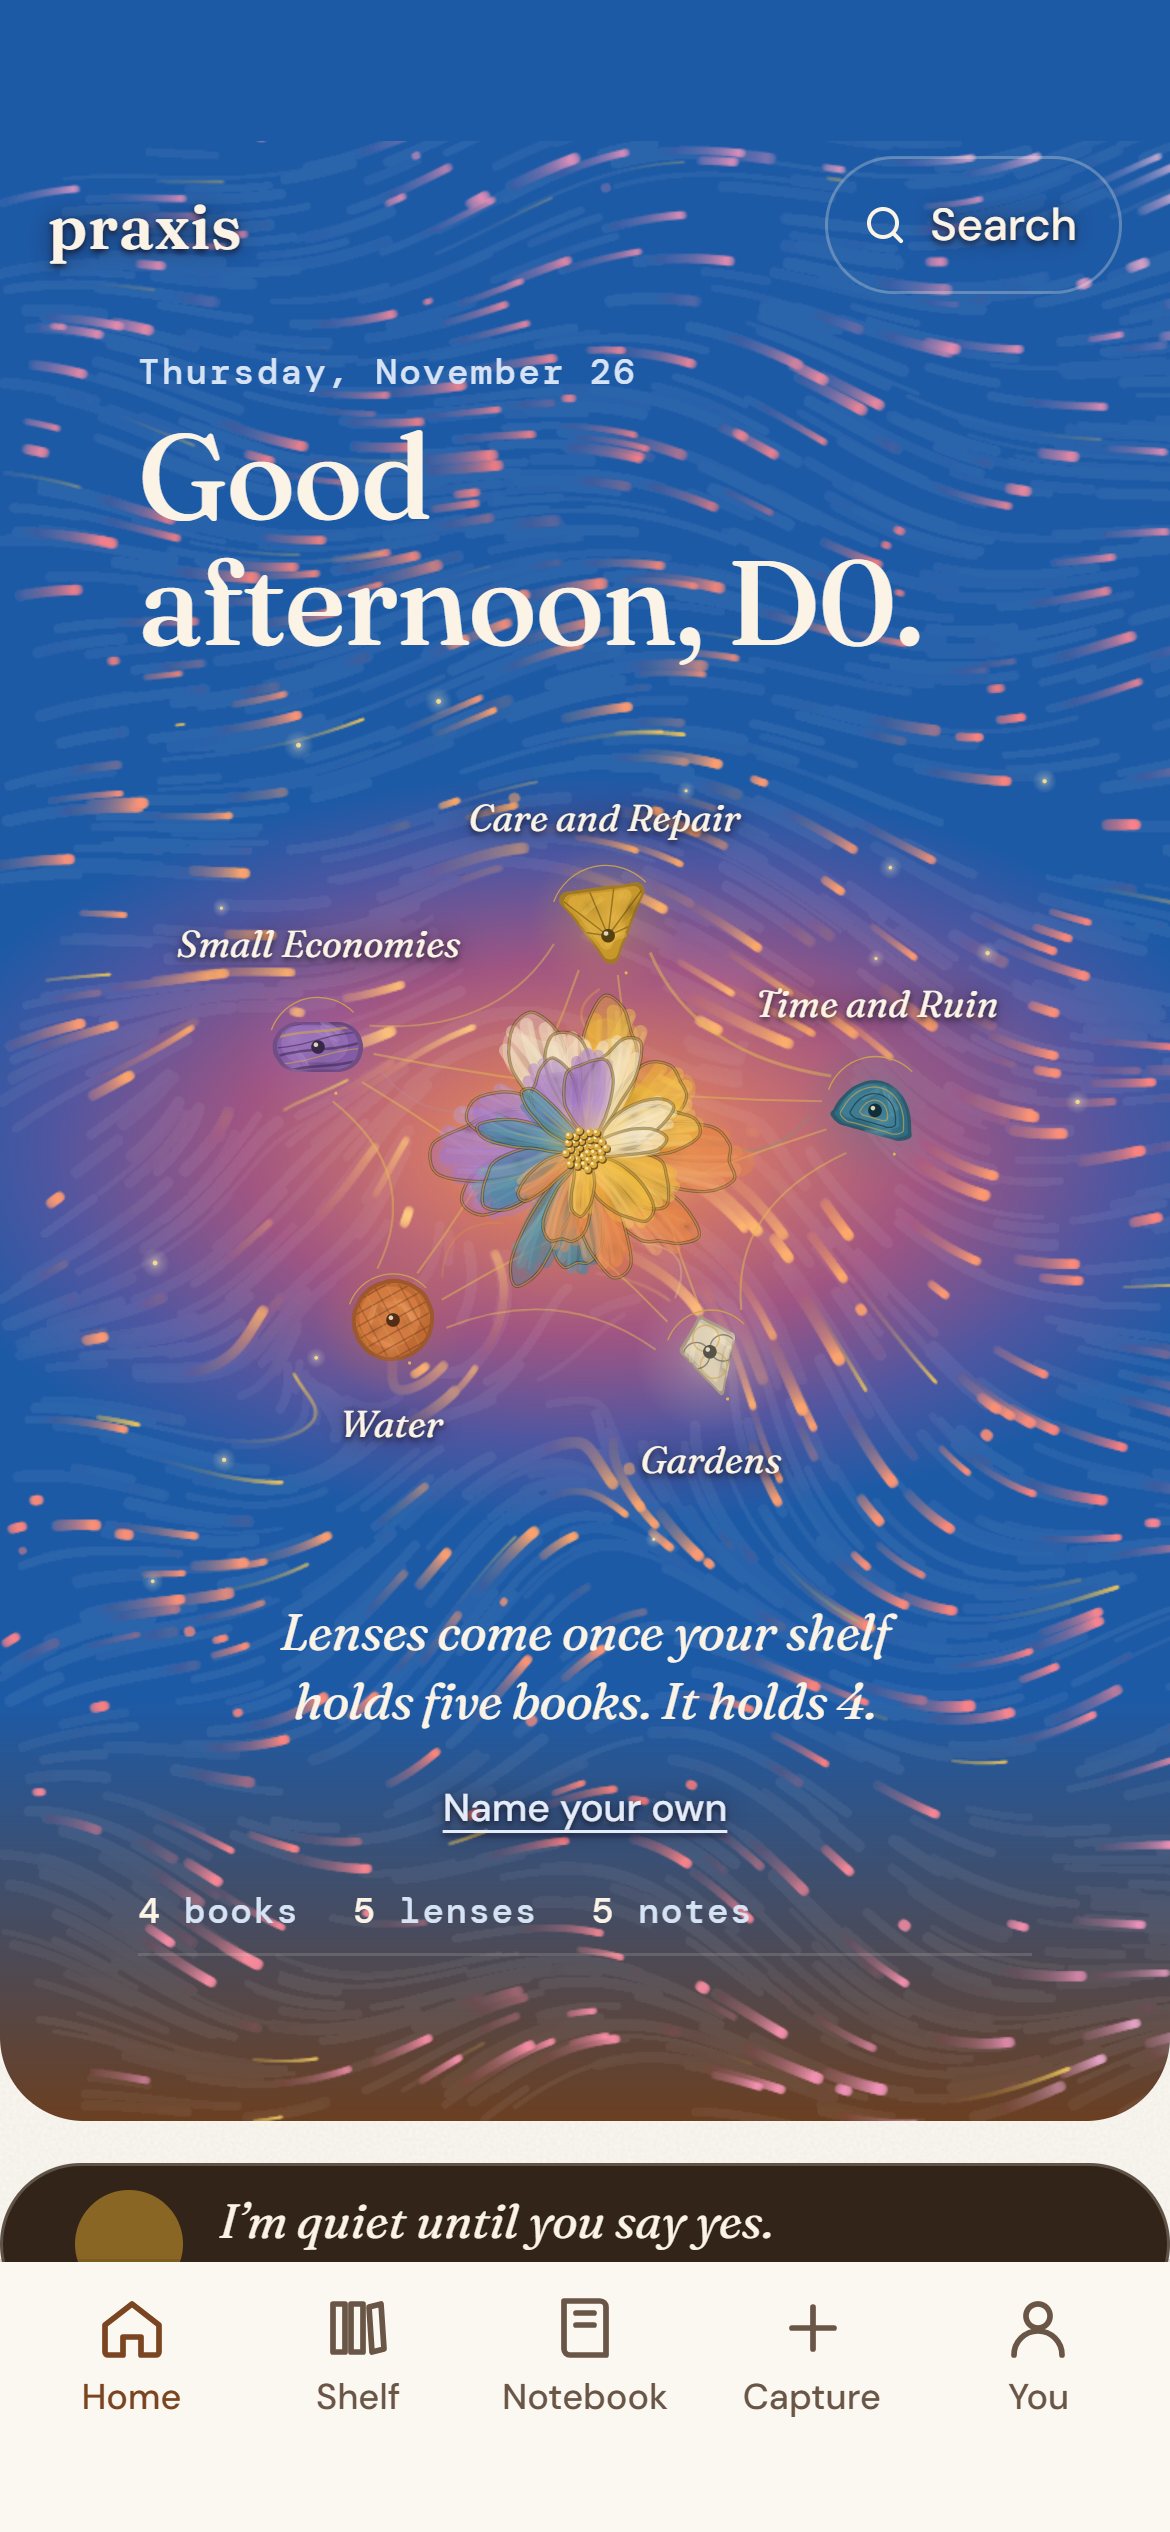 praxis
Search
Thursday, November 26
Good
afternoon, D0.
Care and Repair
Small Economies
Time and Ruin
Water
Gardens
Lenses come once your shelf
holds five books. It holds 4.
Name your own
4 books 5 lenses 5 notes
I’m quiet until you say yes.
Home Shelf Notebook Capture You